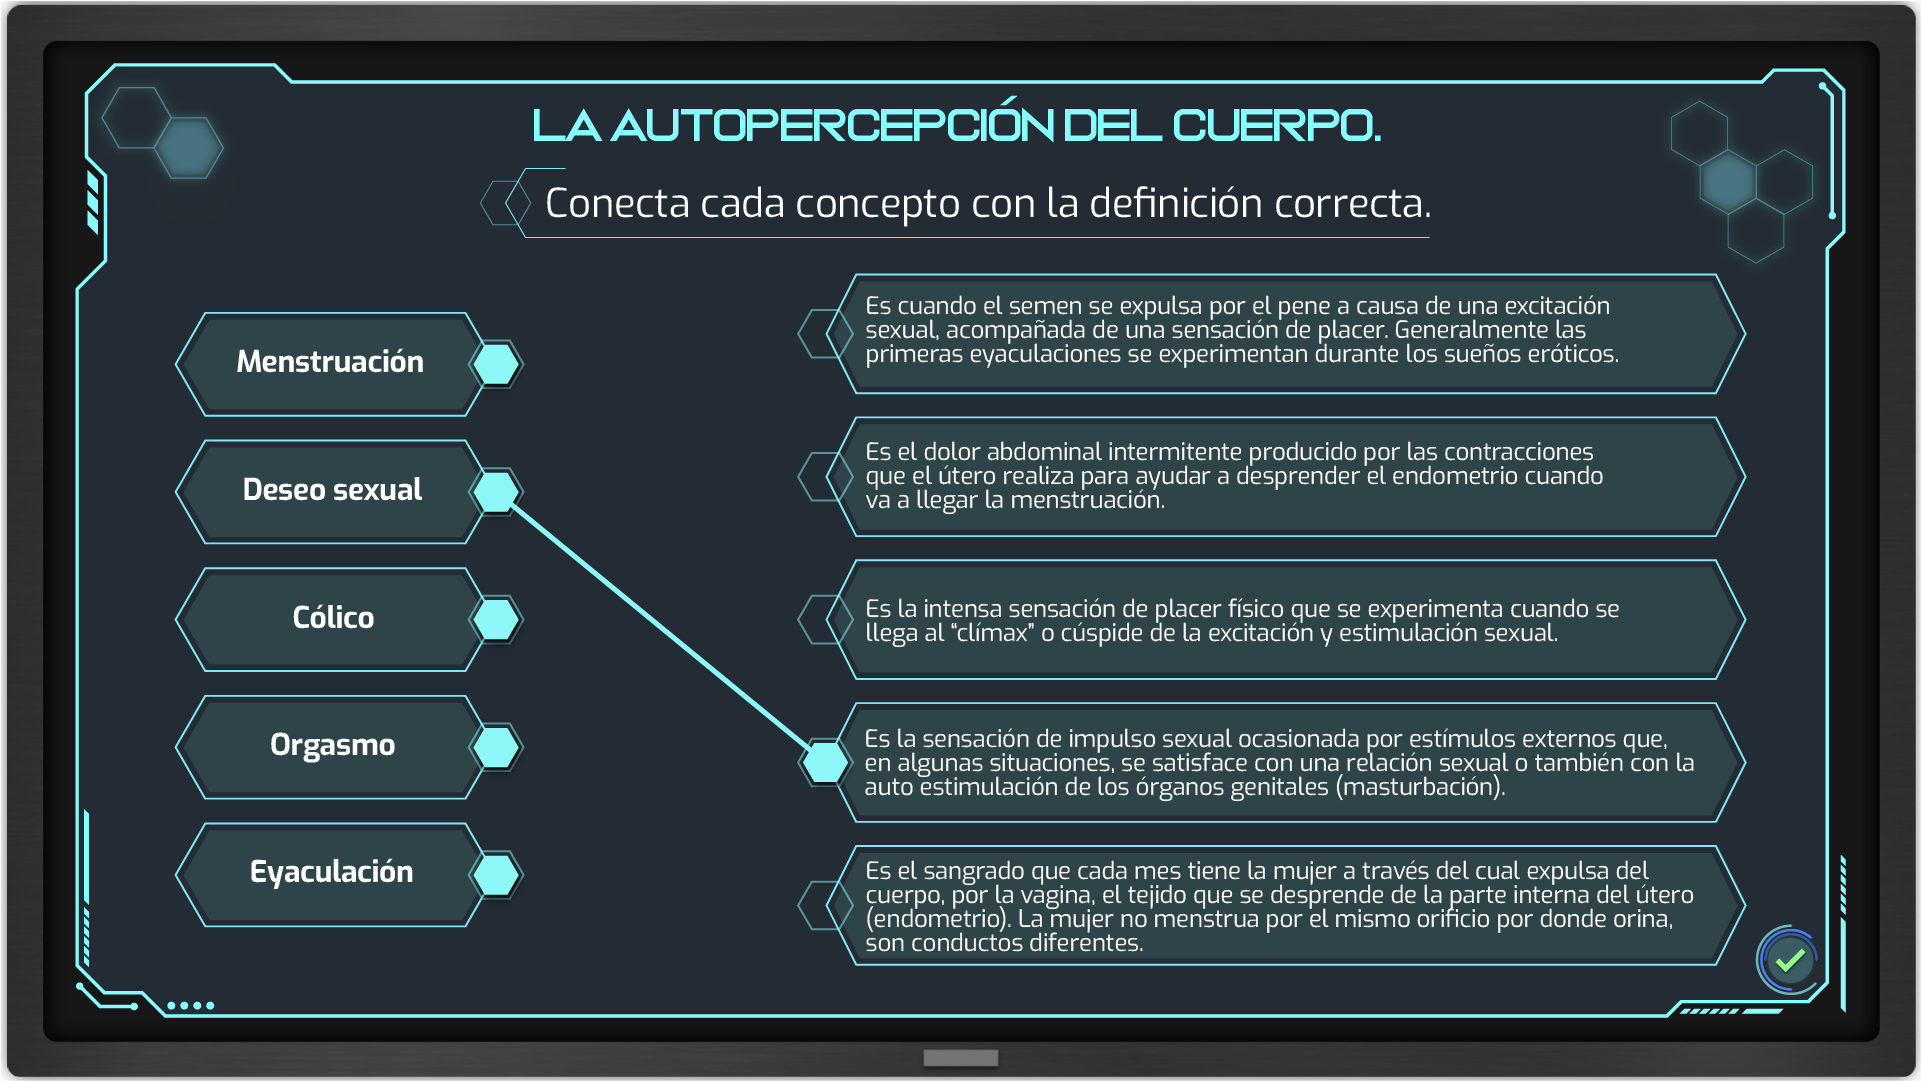 LA AUTOPERCEPCIÓN DEL CUERPO.
Conecta cada concepto con la definición correcta.
Menstruación
Deseo sexual
Cólico
Orgasmo
Eyaculación
Es cuando el semen se expulsa por el pene a causa de una excitación
sexual, acompañada de una sensación de placer. Generalmente las
primeras eyaculaciones se experimentan durante los sueños eróticos.
Es el dolor abdominal intermitente producido por las contracciones
que el útero realiza para ayudar a desprender el endometrio cuando
va a llegar la menstruación.
Es la intensa sensación de placer físico que se experimenta cuando se
llega al “clímax” o cúspide de la excitación y estimulación sexual.
Es la sensación de impulso sexual ocasionada por estímulos externos que,
en algunas situaciones, se satisface con una relación sexual o también con la
auto estimulación de los órganos genitales (masturbación).
Es el sangrado que cada mes tiene la mujer a través del cual expulsa del
cuerpo, por la vagina, el tejido que se desprende de la parte interna del útero
(endometrio). La mujer no menstrua por el mismo orificio por donde orina,
son conductos diferentes.